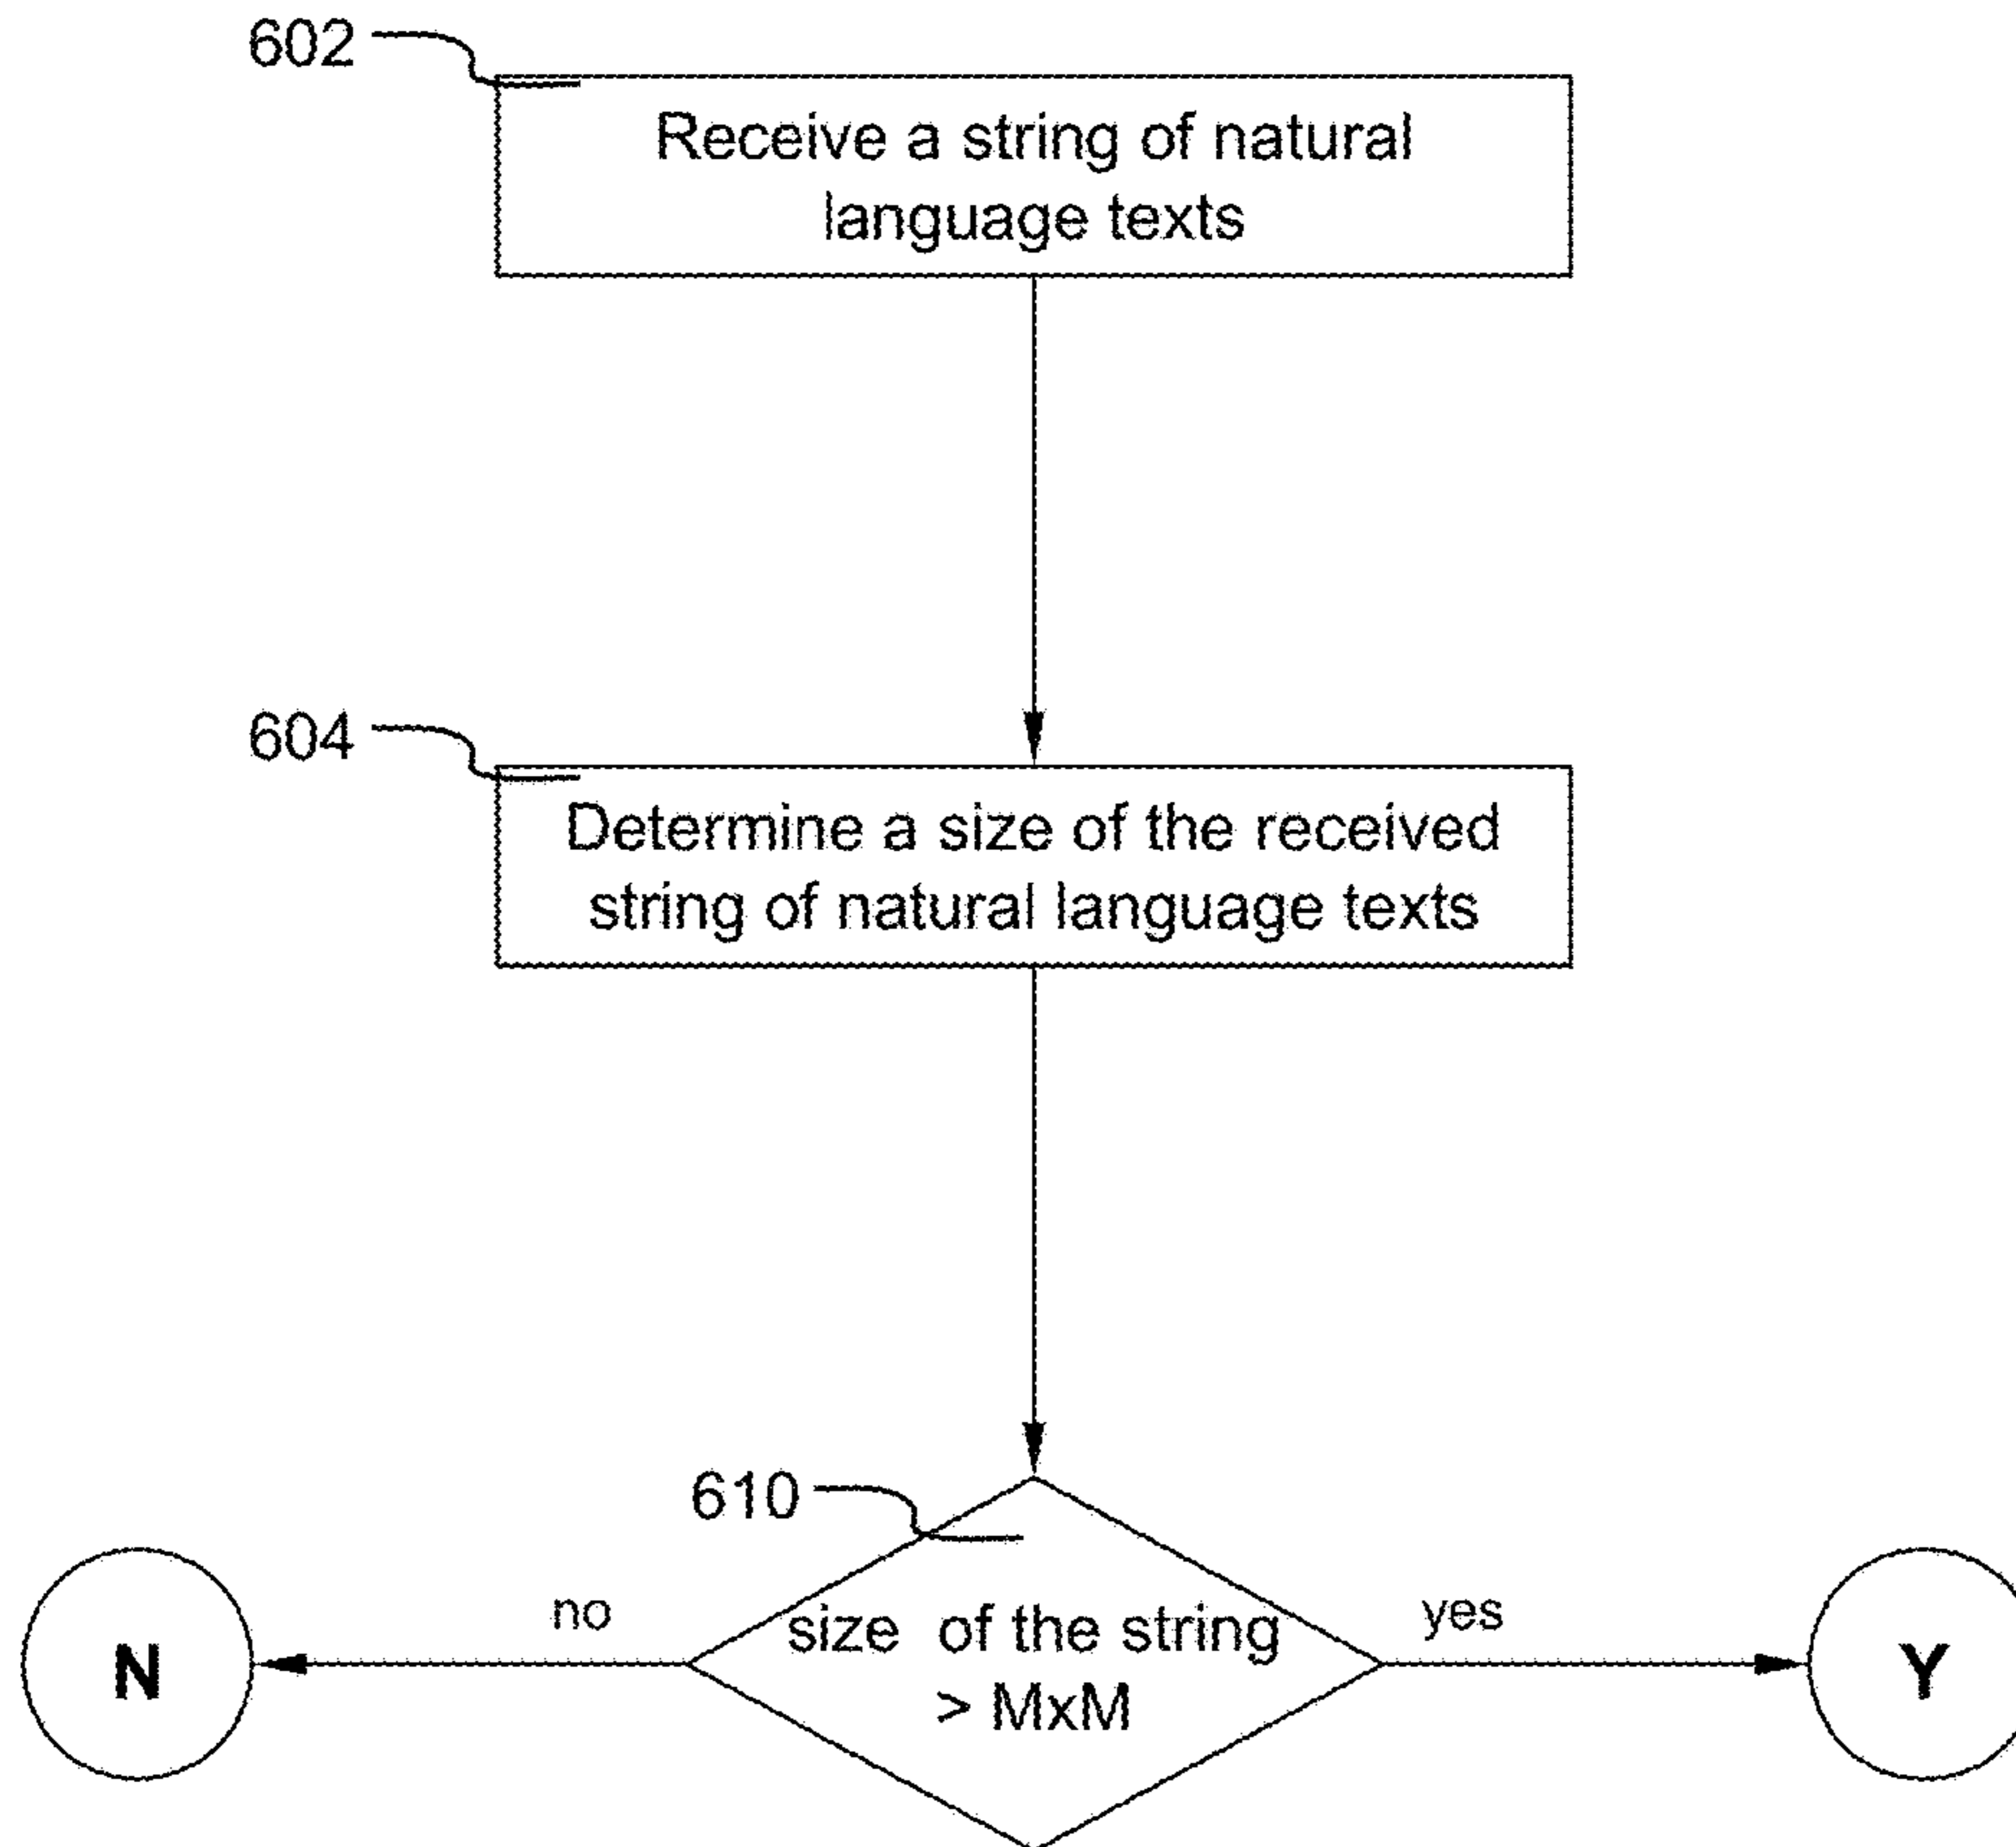 602
Receive a string of natural
language texts
604
Determine a size of the received
string of natural language texts
610
no
size of the string
yes
N
> MxM
Y